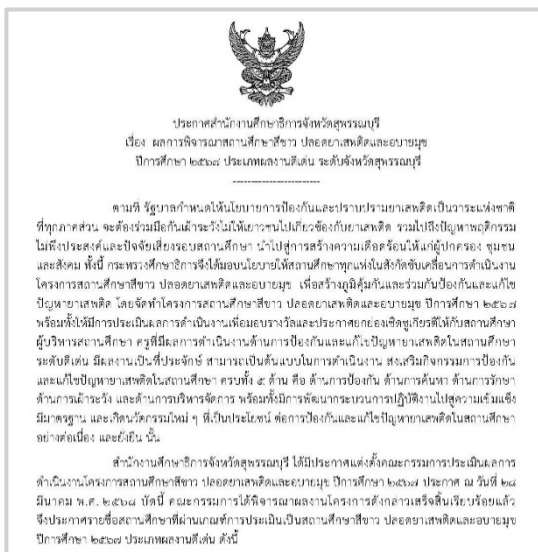 ประกาศสำนักงานศึกษาธิการจังหวัดสุพรรณบุรี
เรื่อง ผลการพิจารณาสถานศึกษาสีขาว ปลอดยาเสพติดและอบายมุข
ปีการศึกษา ๒๕๖๗ ประเภทผลงานดีเด่น ระดับจังหวัดสุพรรณบุรี
------------------------
ตามที่ รัฐบาลกำหนดให้นโยบายการป้องกันและปราบปรามยาเสพติดเป็นวาระแห่งชาติ
ที่ทุกภาคส่วน จะต้องร่วมมือกันเฝ้าระวังไม่ให้เยาวชนไปเกี่ยวข้องกับยาเสพติด รวมไปถึงปัญหาพฤติกรรม
ไม่พึงประสงค์และปัจจัยเสี่ยงรอบสถานศึกษา นำไปสู่การสร้างความเดือดร้อนให้แก่ผู้ปกครอง ชุมชน
และสังคม ทั้งนี้ กระทรวงศึกษาธิการจึงได้มอบนโยบายให้สถานศึกษาทุกแห่งในสังกัดขับเคลื่อนการดำเนินงาน
โครงการสถานศึกษาสีขาว ปลอดยาเสพติดและอบายมุข เพื่อสร้างภูมิคุ้มกันและร่วมกันป้องกันและแก้ไข
ปัญหายาเสพติด โดยจัดทำโครงการสถานศึกษาสีขาว ปลอดยาเสพติดและอบายมุข ปีการศึกษา ๒๕๖๗
พร้อมทั้งให้มีการประเมินผลการดำเนินงานเพื่อมอบรางวัลและประกาศยกย่องเชิดชูเกียรติให้กับสถานศึกษา
ผู้บริหารสถานศึกษา ครูที่มีผลการดำเนินงานด้านการป้องกันและแก้ไขปัญหายาเสพติดในสถานศึกษา
ระดับดีเด่น มีผลงานเป็นที่ประจักษ์ สามารถเป็นต้นแบบในการดำเนินงาน ส่งเสริมกิจกรรมการป้องกัน
และแก้ไขปัญหายาเสพติดในสถานศึกษา ครบทั้ง ๕ ด้าน คือ ด้านการป้องกัน ด้านการค้นหา ด้านการรักษา
ด้านการเฝ้าระวัง และด้านการบริหารจัดการ พร้อมทั้งมีการพัฒนากระบวนการปฏิบัติงานไปสู่ความเข้มแข็ง
มีมาตรฐาน และเกิดนวัตกรรมใหม่ ๆ ที่เป็นประโยชน์ ต่อการป้องกันและแก้ไขปัญหายาเสพติดในสถานศึกษา
อย่างต่อเนื่อง และยั่งยืน นั้น
สำนักงานศึกษาธิการจังหวัดสุพรรณบุรี ได้มีประกาศแต่งตั้งคณะกรรมการประเมินผลการ
ดำเนินงานโครงการสถานศึกษาสีขาว ปลอดยาเสพติดและอบายมุข ปีการศึกษา ๒๕๖๗ ประกาศ ณ วันที่ ๒๘
มีนาคม พ.ศ. ๒๕๖๘ บัดนี้ คณะกรรมการได้พิจารณาผลงานโครงการดังกล่าวเสร็จสิ้นเรียบร้อยแล้ว
จึงประกาศรายชื่อสถานศึกษาที่ผ่านเกณฑ์การประเมินเป็นสถานศึกษาสีขาว ปลอดยาเสพติดและอบายมุข
ปีการศึกษา ๒๕๖๗ ประเภทผลงานดีเด่น ดังนี้